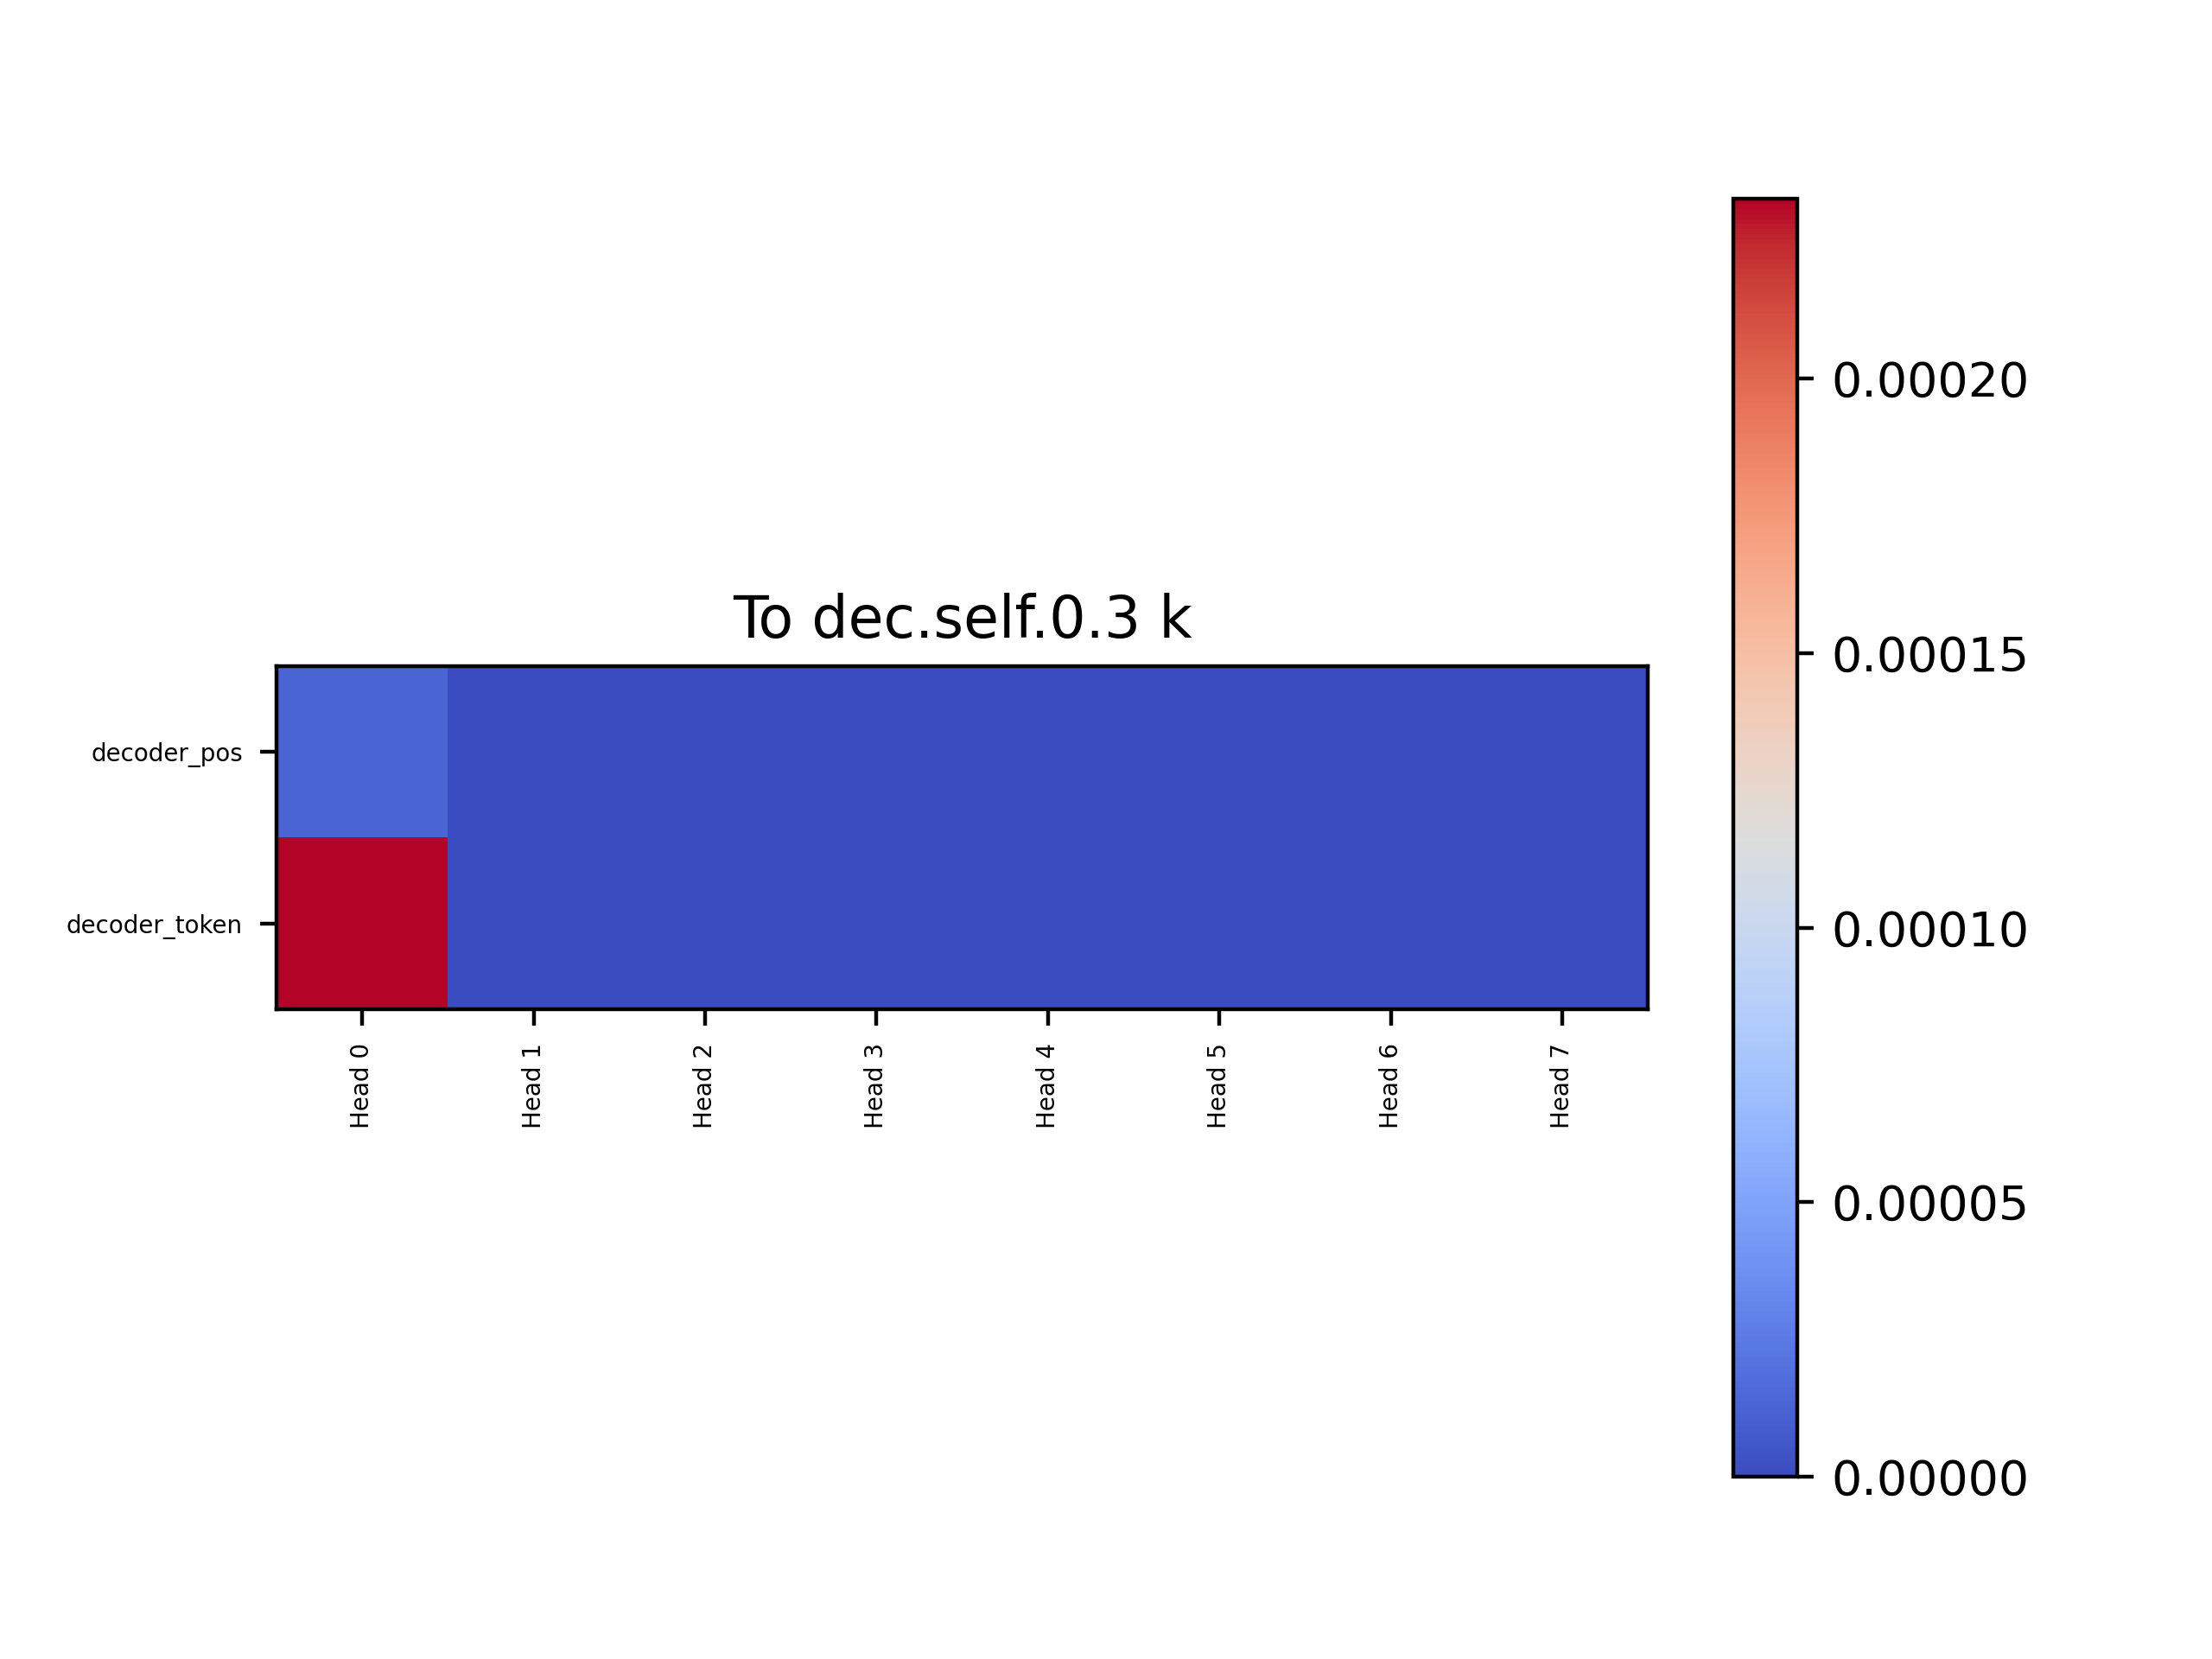 To dec.self.0.3 k
decoder_pos
decoder_token
Head 0
Head 1
Head 2
Head 3
Head 4
Head 5
Head 6
Head 7
0.00020
0.00015
0.00010
0.00005
0.00000